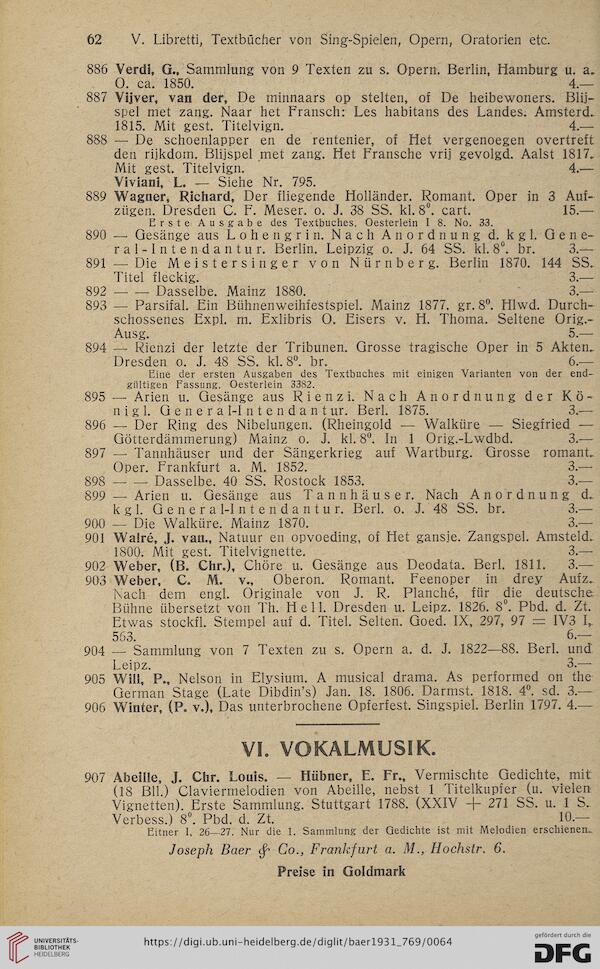 62 V. Libretti, Textbücher von Sing-Spielen, Opern, Oratorien etc.
886 Verdi, G., Sammlung von 9 Texten zu s. Opern. Berlin, Hamburg u. a.
O. ca. 1850. 4.—
887 Vijver, van der, De minnaars op stelten, of De heibewoners. Blij-
spel met zang. Naar het Fransch: Les habitans des Landes. Amsterd.
1815. Mit gest. Titelvign. 4.—
888 — De schoenlapper en de rentenier, of Het vergenoegen overtreft
den rijkdom. Blijspel met zang. Het Fransche vrij gevolgd. Aalst 1817.
Mit gest. Titelvign. 4.—
Viviani, L. — Siehe Nr. 795.
889 Wagner, Richard, Der fliegende Holländer. Romant. Oper in 3 Auf-
zügen. Dresden C. F. Meser. o. J. 38 SS. kl. 8°. cart. 15.—
Erste Ausgabe des Textbuches. Oesterlein I 8. No. 33.
890 — Gesänge aus Lohengrin. Nach Anordnung d. kgl. Gene-
ral-Intendantur. Berlin. Leipzig o. J. 64 SS. kl. 8°. br. 3.—
891 — Die Meistersinger von Nürnberg. Berlin 1870. 144 SS.
Titel fleckig. 3.—
892 — — Dasselbe. Mainz 1880. 3.—
893 — Parsifal. Ein Bühnenweihfestspiel. Mainz 1877. gr. 8°. Hlwd. Durch-
schossenes Expl. m. Exlibris O. Eisers v. H. Thoma. Seltene Orig.-
Ausg. 5.—
894 — Rienzi der letzte der Tribunen. Grosse tragische Oper in 5 Akten.
Dresden o. J. 48 SS. kl. 8°. br. 6.—
Eine der ersten Ausgaben des Textbuches mit einigen Varianten von der end-
gültigen Fassung. Oesterlein 3382.
895 — Arien u. Gesänge aus Rienzi. Nach Anordnung der Kö-
nigl. General-Intendantur. Berl. 1875. 3.—
896 — Der Ring des Nibelungen. (Rheingold — Walküre — Siegfried —
Götterdämmerung) Mainz o. J. kl. 8°. In 1 Orig.-Lwdbd. 3.—
897 — Tannhäuser und der Sängerkrieg auf Wartburg. Grosse romant.
Oper. Frankfurt a. M. 1852. 3.—
898 — — Dasselbe. 40 SS. Rostock 1853. 3.—
899 — Arien u. Gesänge aus Tannhäuser. Nach Anordnung d.
kgl. General-Intendantur. Berl. o. J. 48 SS. br. 3.—
900 — Die Walküre. Mainz 1870. 3.—
901 Walré, J. van., Natuur en opvoeding, of Het gansje. Zangspel. Amsteld.
1800. Mit gest. Titelvignette. 3.—
902 Weber, (B. Chr.), Chöre u. Gesänge aus Deodata. Berl. 1811. 3.—
903 Weber, C. M. v., Oberon. Romant. Feenoper in drey Aufz.
Nach dem engl. Originale von J. R. Planché, für die deutsche
Bühne übersetzt von Th. Hell. Dresden u. Leipz. 1826. 8°. Pbd. d. Zt.
Etwas stockfl. Stempel auf d. Titel. Selten. Goed. IX, 297, 97 = IV3 I,
563. 6.—
904 — Sammlung von 7 Texten zu s. Opern a. d. J. 1822—88. Berl. und
Leipz. 3.—
905 Will, P., Nelson in Elysium. A musical drama. As performed on the
German Stage (Late Dibdin's) Jan. 18. 1806. Darmst. 1818. 4°. sd. 3.—
906 Winter, (P. v.), Das unterbrochene Opferfest. Singspiel. Berlin 1797. 4.—
VI. VOKALMUSIK.
907 Abeille, J. Chr. Louis. — Hübner, E. Fr., Vermischte Gedichte, mit
(18 Bll.) Claviermelodien von Abeille, nebst 1 Titelkupfer (u. vielen
Vignetten). Erste Sammlung. Stuttgart 1788. (XXIV + 271 SS. u. 1 S.
Verbess.) 8°. Pbd. d. Zt. 10.—
Eitner I, 26—27. Nur die I. Sammlung der Gedichte ist mit Melodien erschienen.
Joseph Baer & Co., Frankfurt a. M., Hochstr. 6.
Preise in Goldmark
UNIVERSITÄTS-
BIBLIOTHEK
HEIDELBERG
https://digi.ub.uni-heidelberg.de/diglit/baer1931_769/0064
gefördert durch die
DFG